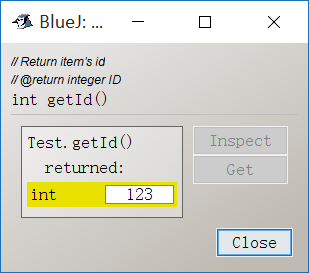 BlueJ: ...
// Return item's id
// @return integer ID
int getId()
Test.getId()
returned:
int 123
Inspect
Get
Close